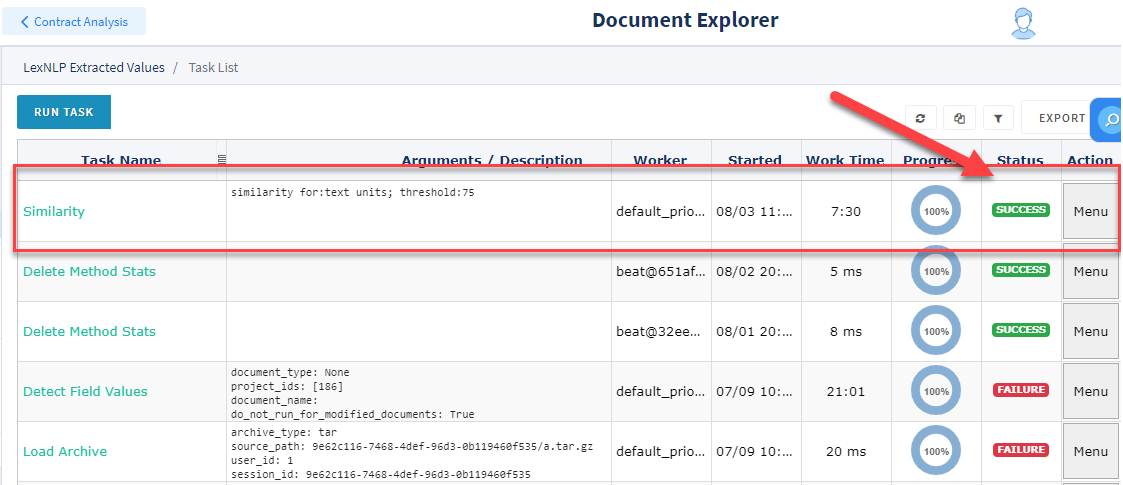 Contract Analysis
Document Explorer
LexNLP Extracted Values / Task List
RUN TASK
EXPORT
Task Name Arguments / Description Worker Started Work Time Progre Status Action
Similarity similarity for:text units; threshold:75 default_prio... 08/03 11:... 7:30 100% SUCCESS Menu
Delete Method Stats beat@651af... 08/02 20:... 5 ms 100% SUCCESS Menu
Delete Method Stats beat@32ee... 08/01 20:... 8 ms 100% SUCCESS Menu
document_type: None
project_ids: [186]
Detect Field Values default_prio... 07/09 10:... 21:01 100% FAILURE Menu
document_name:
do_not_run_for_modified_documents: True
archive_type: tar
source_path: 9e62c116-7468-4def-96d3-0b119460f535/a.tar.gz
Load Archive default_prio... 07/09 10:... 20 ms 100% FAILURE Menu
user_id: 1
session_id: 9e62c116-7468-4def-96d3-0b119460f535